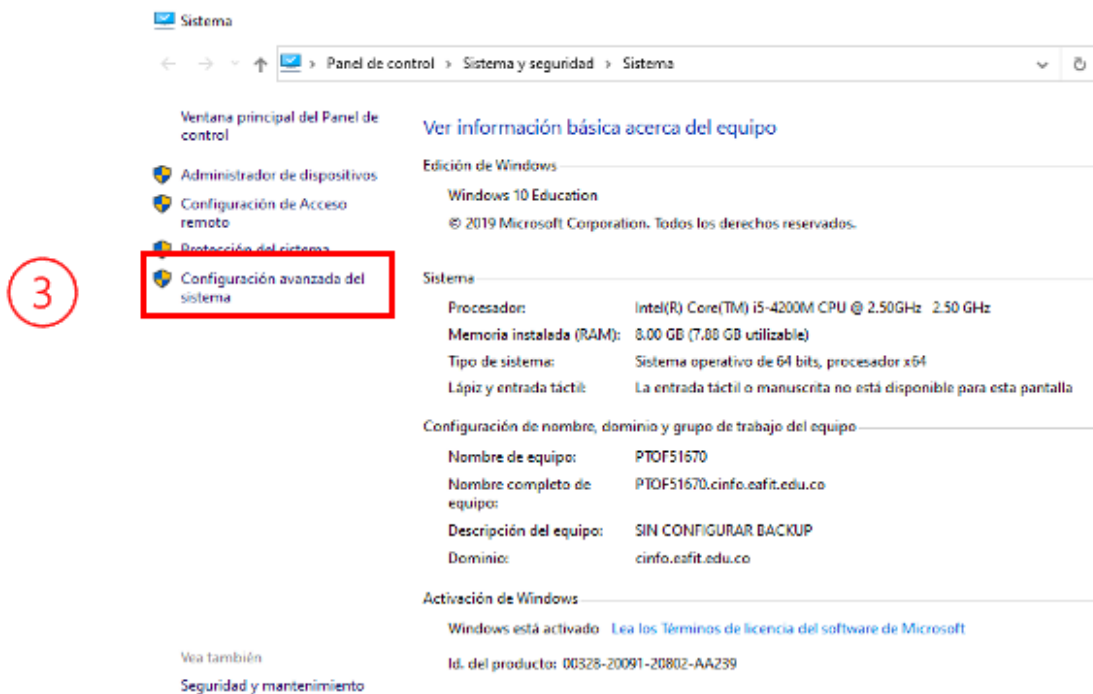 Sistema
Panel de control > Sistema y seguridad > Sistema
Ventana principal del Panel de
control
Administrador de dispositivos
Configuración de Acceso
remoto
Protección del sistema
3
Configuración avanzada del
sistema
Vea también
Seguridad y mantenimiento
Ver información básica acerca del equipo
Edición de Windows
Windows 10 Education
© 2019 Microsoft Corporation. Todos los derechos reservados.
Sistema
Procesador: Intel(R) Core(TM) i5-4200M CPU @ 2.50GHz 2.50 GHz
Memoria instalada (RAM): 8.00 GB (7.88 GB utilizable)
Tipo de sistema: Sistema operativo de 64 bits, procesador x64
Lápiz y entrada táctil: La entrada táctil o manuscrita no está disponible para esta pantalla
Configuración de nombre, dominio y grupo de trabajo del equipo
Nombre de equipo: PTOF51670
Nombre completo de PTOF51670.cinfo.eafit.edu.co
equipo:
Descripción del equipo: SIN CONFIGURAR BACKUP
Dominio: cinfo.eafit.edu.co
Activación de Windows
Windows está activado Lea los Términos de licencia del software de Microsoft
Id. del producto: 00328-20091-20802-AA239